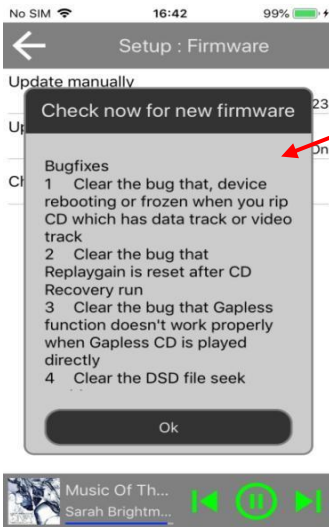 No SIM 16:42 99%
Setup : Firmware
Update manually
23
Check now for new firmware
On
Bugfixes
1 Clear the bug that, device
rebooting or frozen when you rip
CD which has data track or video
track
2 Clear the bug that
Replaygain is reset after CD
Recovery run
3 Clear the bug that Gapless
function doesn't work properly
when Gapless CD is played
directly
4 Clear the DSD file seek
Ok
Music Of Th...
Sarah Brightm...